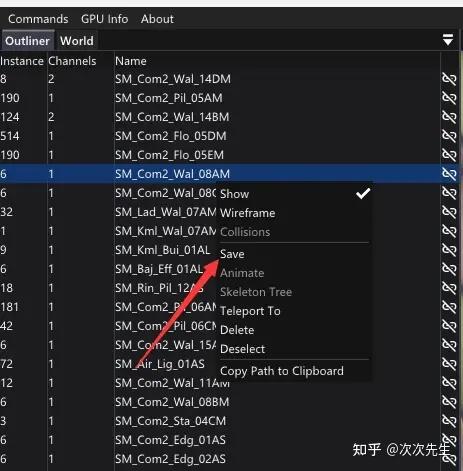 Commands GPU Info About
Outliner World
Instance Channels Name
8 2 SM_Com2_Wal_14DM
190 1 SM_Com2_Pil_05AM
124 2 SM_Com2_Wal_14BM
514 1 SM_Com2_Flo_05DM
190 1 SM_Com2_Flo_05EM
6 1 SM_Com2_Wal_08AM
6 1 SM_Com2_Wal_08C
Show
32 1 SM_Lad_Wal_07AM
Wireframe
1 1 SM_Kml_Wal_07AM
Collisions
9 1 SM_Kml_Bui_01AL
Save
6 1 SM_Baj_Eff_01AL
Animate
18 1 SM_Rin_Pil_12AS
Skeleton Tree
181 1 SM_Com2_Pil_06AM
Teleport To
42 1 SM_Com2_Pil_06CM
Delete
6 1 SM_Com2_Wal_15A
Deselect
72 1 SM_Air_Lig_01AS
Copy Path to Clipboard
12 1 SM_Com2_Wal_11AM
6 1 SM_Com2_Wal_08BM
3 1 SM_Com2_Sta_04CM
6 1 SM_Com2_Edg_01AS
6 1 SM_Com2_Edg_02AS
知乎 @次次先生